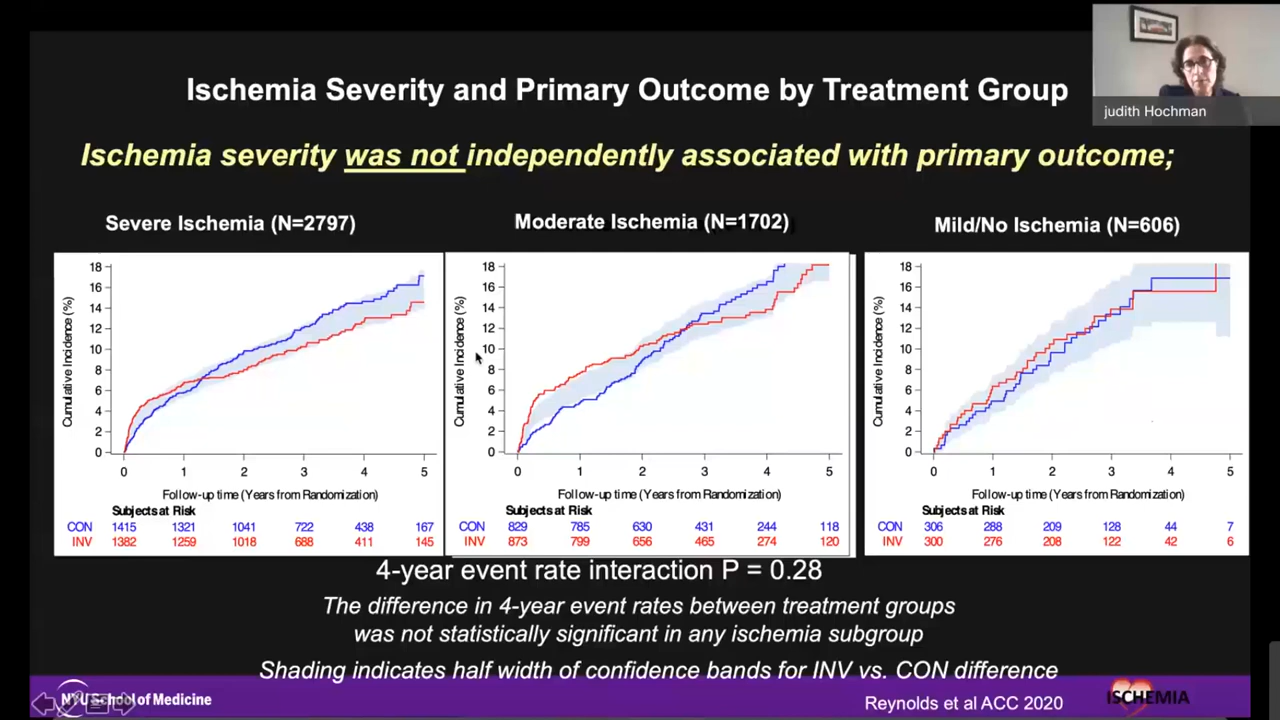 judith Hochman
Ischemia Severity and Primary Outcome by Treatment Group
Ischemia severity was not independently associated with primary outcome;
Severe Ischemia (N=2797)
Cumulative Incidence (%)
18
16
14
12
10
8
6
4
2
0
0 1 2 3 4 5
Follow-up time (Years from Randomization)
Subjects at Risk
CON 1415 1321 1041 722 438 167
INV 1382 1259 1018 688 411 145
Moderate Ischemia (N=1702)
Cumulative Incidence (%)
18
16
14
12
10
8
6
4
2
0
0 1 2 3 4 5
Follow-up time (Years from Randomization)
Subjects at Risk
CON 829 785 630 431 244 118
INV 873 799 656 465 274 120
Mild/No Ischemia (N=606)
Cumulative Incidence (%)
18
16
14
12
10
8
6
4
2
0
0 1 2 3 4 5
Follow-up time (Years from Randomization)
Subjects at Risk
CON 306 288 209 128 44 7
INV 300 276 208 122 42 6
4-year event rate interaction P = 0.28
The difference in 4-year event rates between treatment groups
was not statistically significant in any ischemia subgroup
Shading indicates half width of confidence bands for INV vs. CON difference
NYU School of Medicine
Reynolds et al ACC 2020
ISCHEMIA